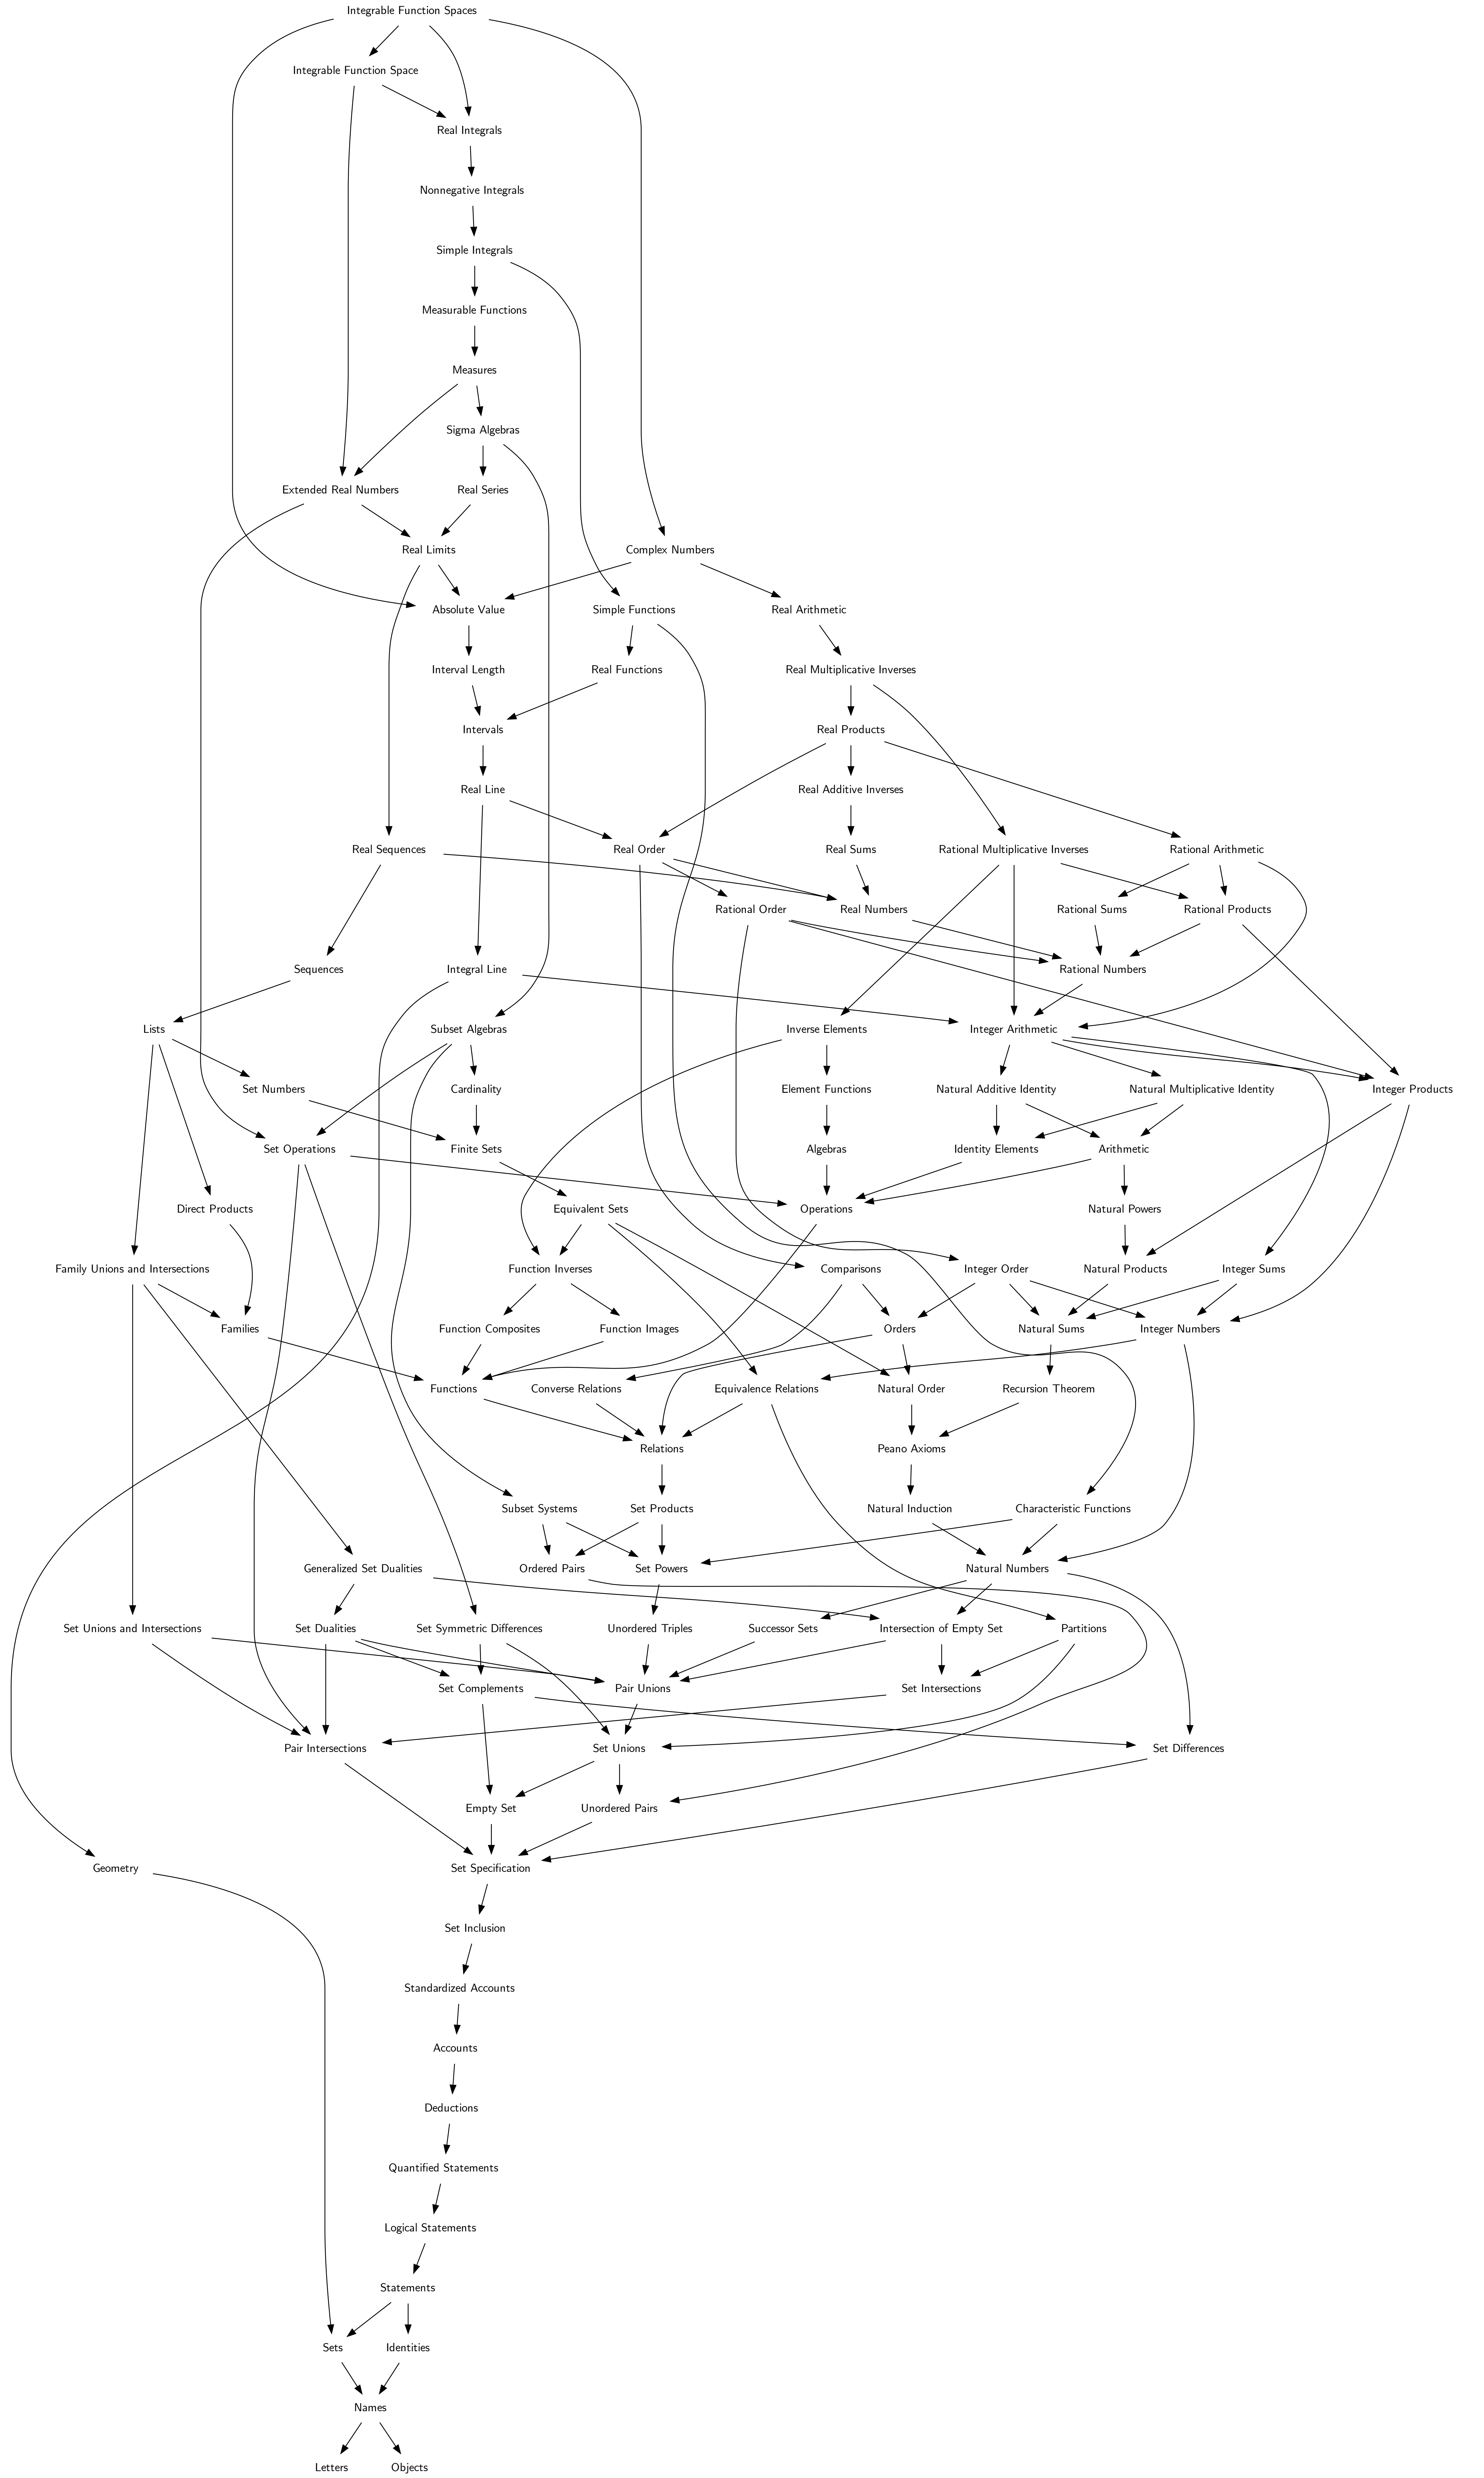 Integrable Function Spaces
Integrable Function Space
Real Integrals
Nonnegative Integrals
Simple Integrals
Measurable Functions
Measures
Sigma Algebras
Extended Real Numbers
Real Series
Real Limits
Complex Numbers
Absolute Value
Simple Functions
Real Arithmetic
Interval Length
Real Functions
Real Multiplicative Inverses
Intervals
Real Products
Real Line
Real Additive Inverses
Real Sequences
Real Order
Real Sums
Rational Multiplicative Inverses
Rational Arithmetic
Rational Order
Real Numbers
Rational Sums
Rational Products
Sequences
Integral Line
Rational Numbers
Lists
Subset Algebras
Inverse Elements
Integer Arithmetic
Set Numbers
Cardinality
Element Functions
Natural Additive Identity
Natural Multiplicative Identity
Integer Products
Set Operations
Finite Sets
Algebras
Identity Elements
Arithmetic
Direct Products
Equivalent Sets
Operations
Natural Powers
Family Unions and Intersections
Function Inverses
Comparisons
Integer Order
Natural Products
Integer Sums
Families
Function Composites
Function Images
Orders
Natural Sums
Integer Numbers
Functions
Converse Relations
Equivalence Relations
Natural Order
Recursion Theorem
Relations
Peano Axioms
Subset Systems
Set Products
Natural Induction
Characteristic Functions
Generalized Set Dualities
Ordered Pairs
Set Powers
Natural Numbers
Set Unions and Intersections
Set Dualities
Set Symmetric Differences
Unordered Triples
Successor Sets
Intersection of Empty Set
Partitions
Set Complements
Pair Unions
Set Intersections
Pair Intersections
Set Unions
Set Differences
Empty Set
Unordered Pairs
Geometry
Set Specification
Set Inclusion
Standardized Accounts
Accounts
Deductions
Quantified Statements
Logical Statements
Statements
Sets
Identities
Names
Letters
Objects